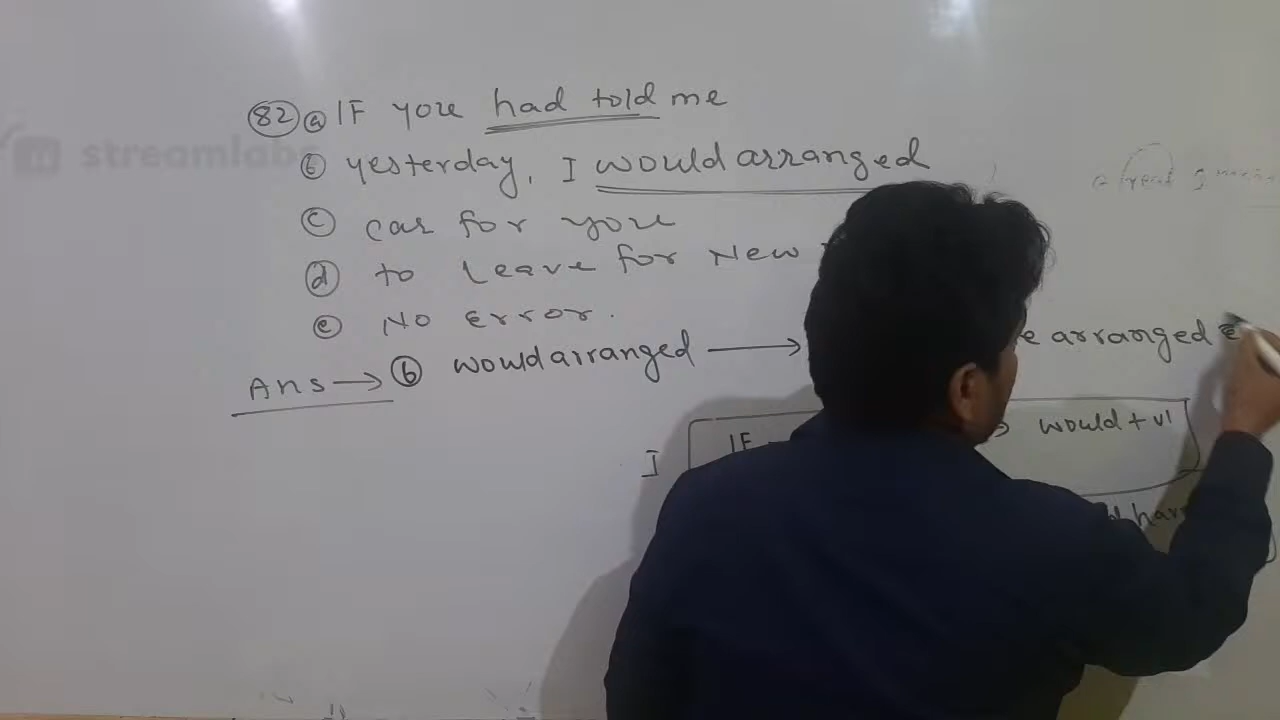 streamlabs
82 a IF you had told me
b yesterday, I would arranged
c car for you
d to Leave for New
e No error.
Ans → b would arranged → e arranged
I IF → would + v1